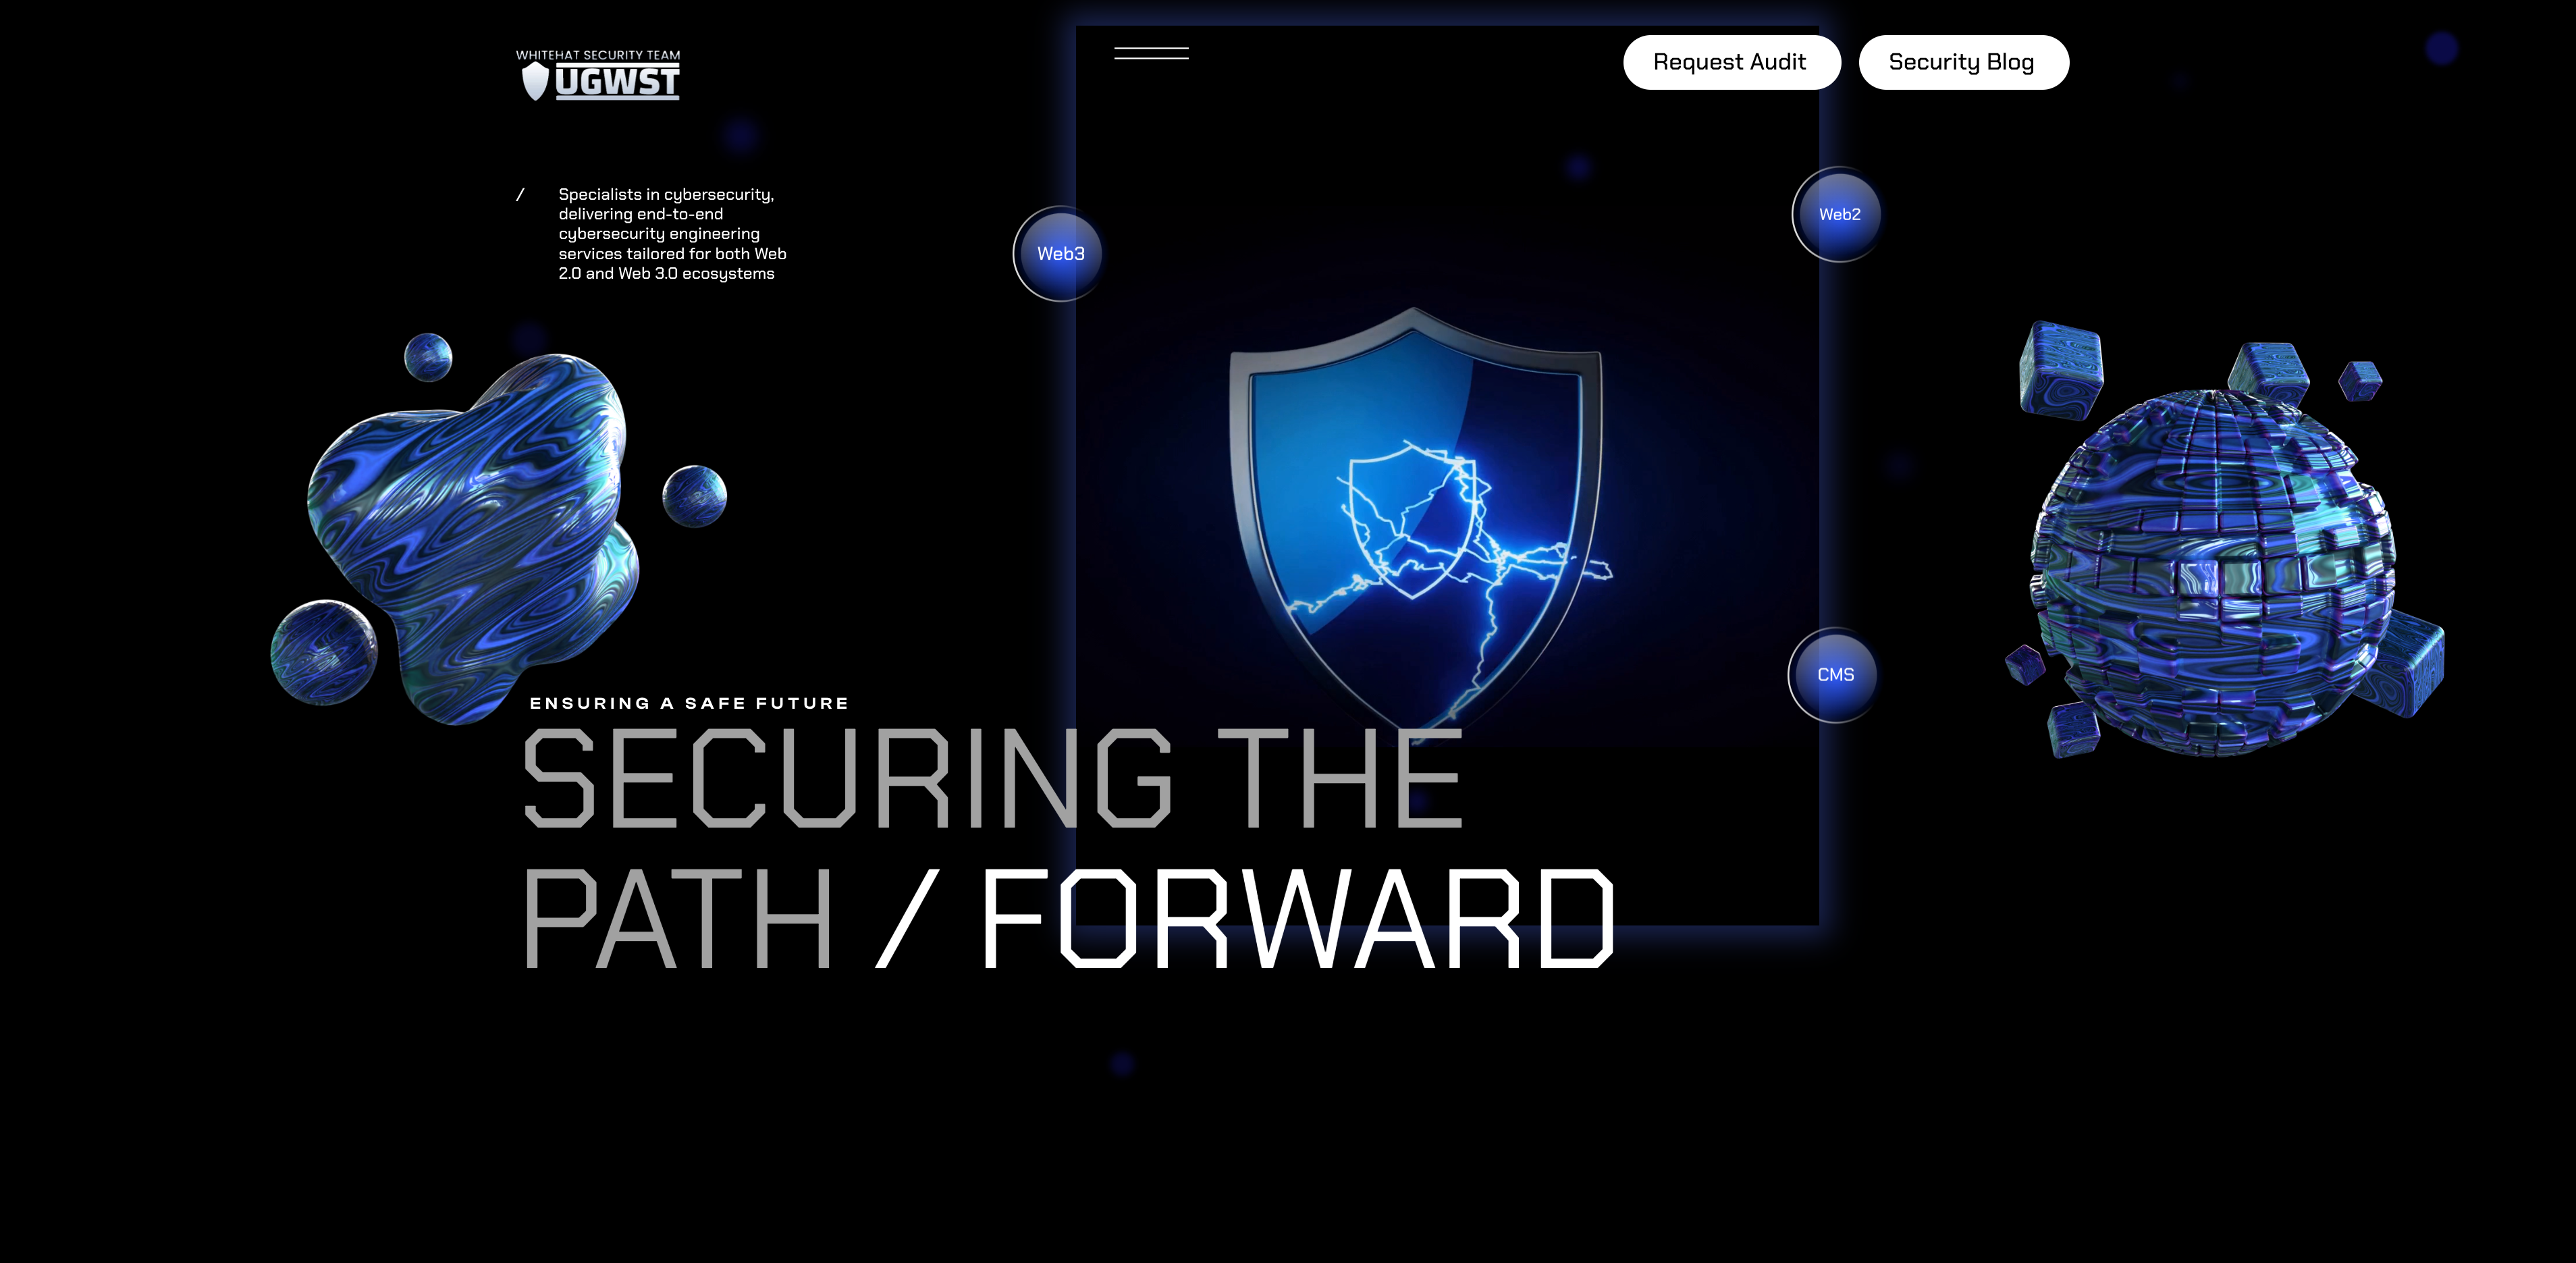 WHITEHAT SECURITY TEAM
UGWST
Request Audit
Security Blog
/ Specialists in cybersecurity,
delivering end-to-end
cybersecurity engineering
services tailored for both Web
2.0 and Web 3.0 ecosystems
Web3
Web2
CMS
ENSURING A SAFE FUTURE
SECURING THE
PATH / FORWARD